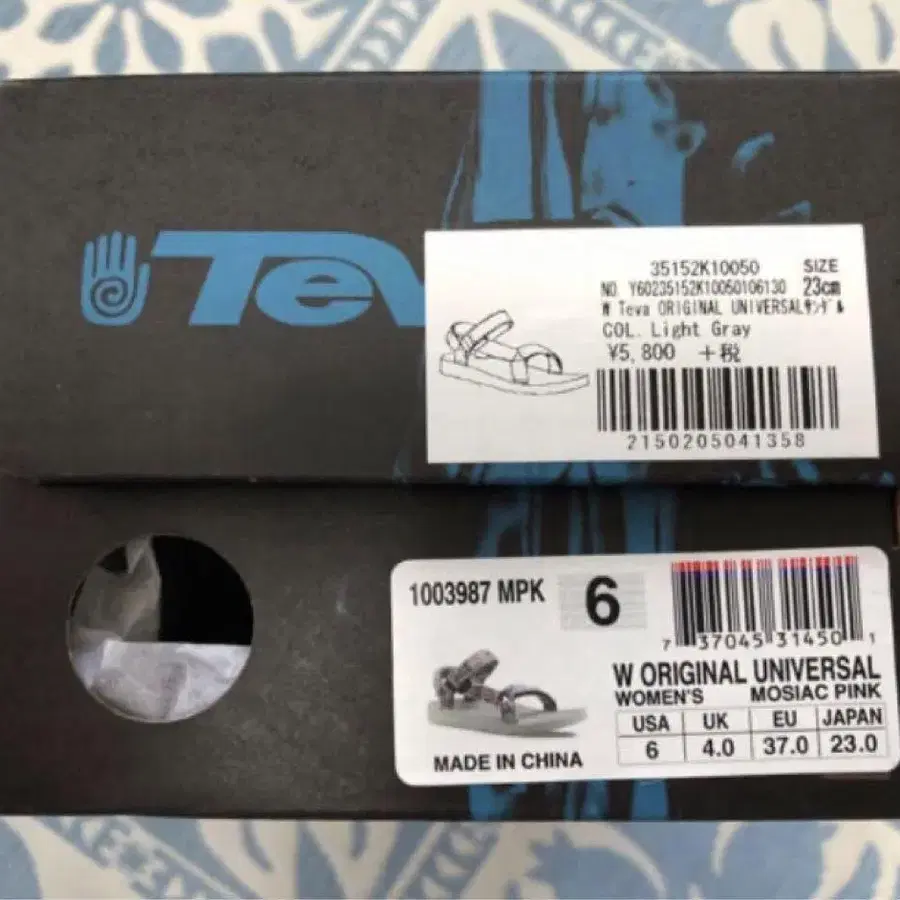 Teva
35152K10050 SIZE
NO. Y60235152K10050106130 23cm
W Teva ORIGINAL UNIVERSALｻﾝﾀﾞﾙ
COL. Light Gray
¥5,800 +税
2150205041358
1003987 MPK 6
7 37045 31450 1
W ORIGINAL UNIVERSAL
WOMEN'S MOSIAC PINK
USA UK EU JAPAN
6 4.0 37.0 23.0
MADE IN CHINA